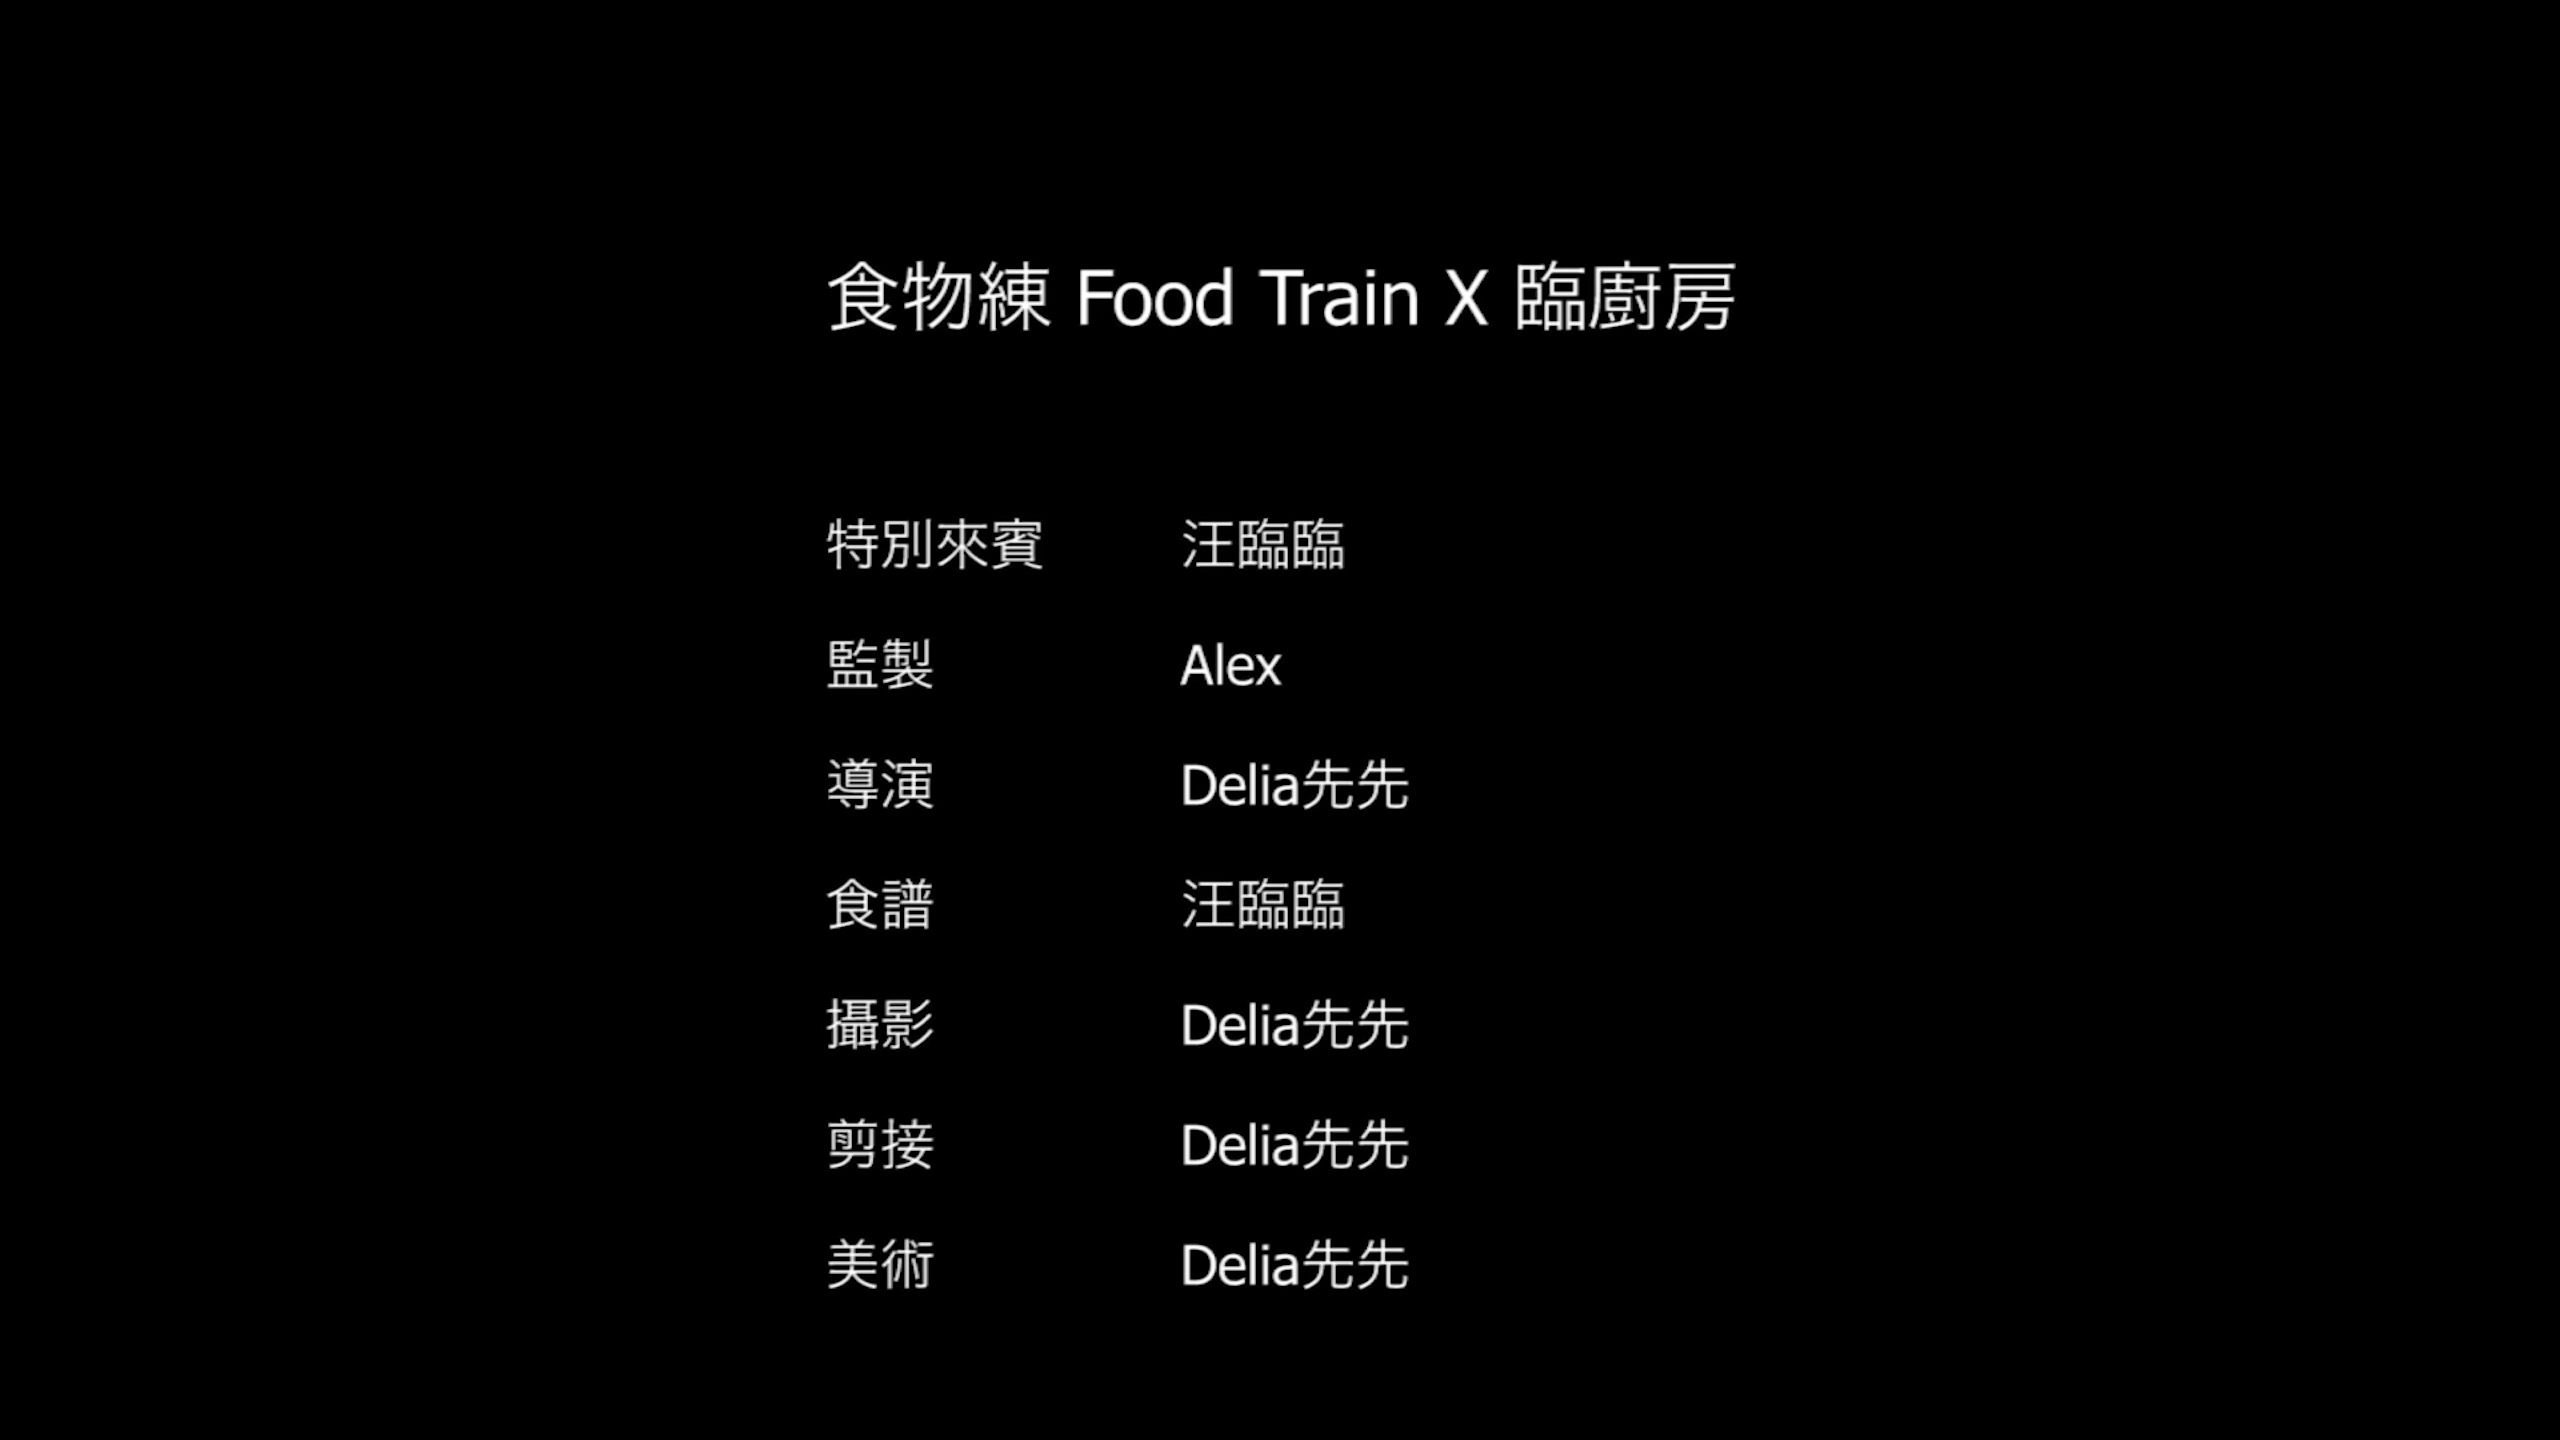 食物練 Food Train X 臨廚房
特別來賓 汪臨臨
監製 Alex
導演 Delia先先
食譜 汪臨臨
攝影 Delia先先
剪接 Delia先先
美術 Delia先先